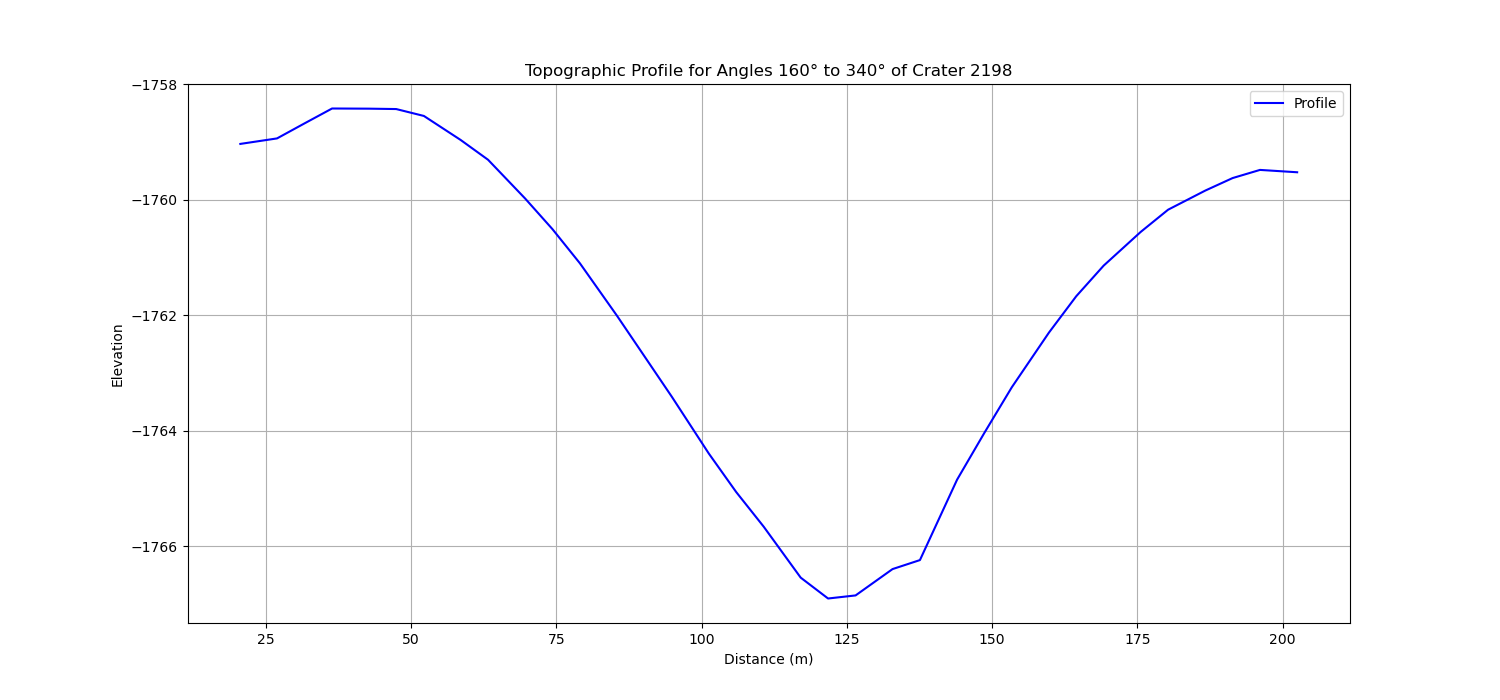 Topographic Profile for Angles 160° to 340° of Crater 2198
−1758
Profile
−1760
−1762
Elevation
−1764
−1766
25 50 75 100 125 150 175 200
Distance (m)